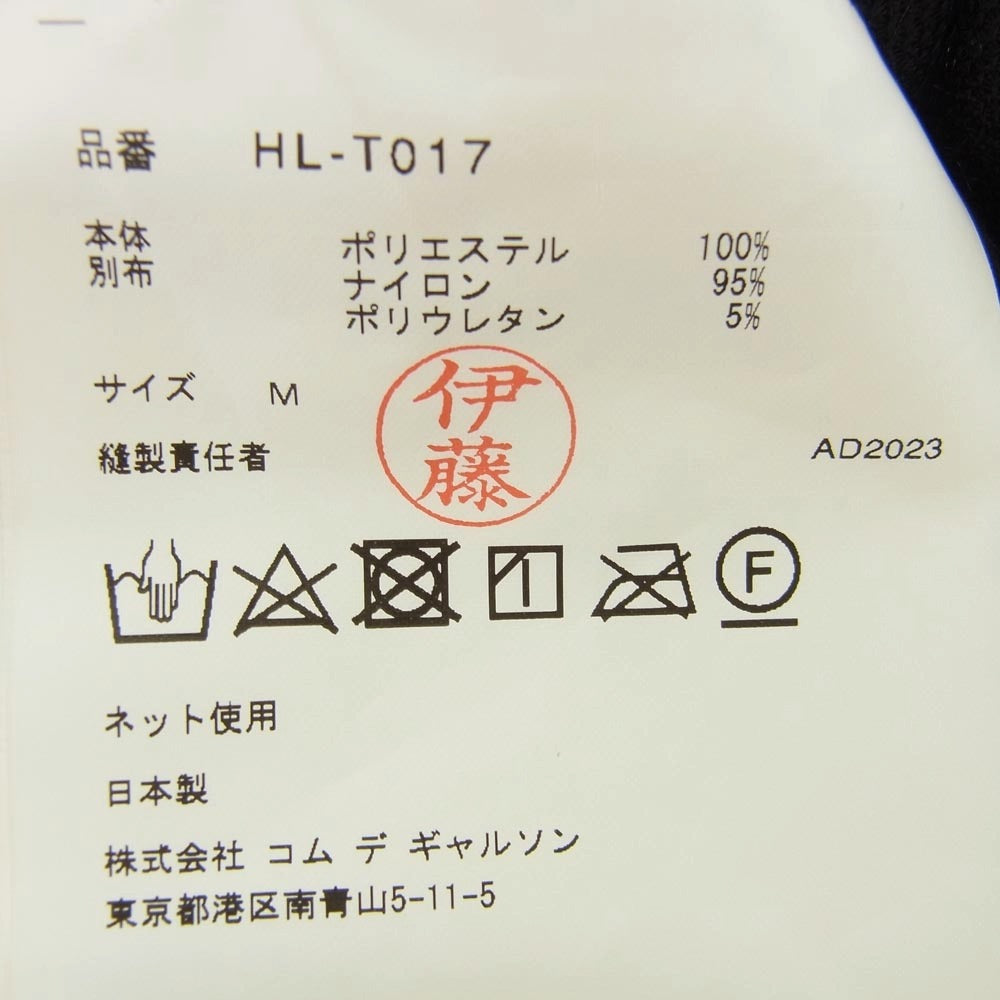 品番 HL-T017
本体 ポリエステル 100%
別布 ナイロン 95%
ポリウレタン 5%
サイズ M
伊藤
縫製責任者
AD2023
F
ネット使用
日本製
株式会社 コム デ ギャルソン
東京都港区南青山5-11-5